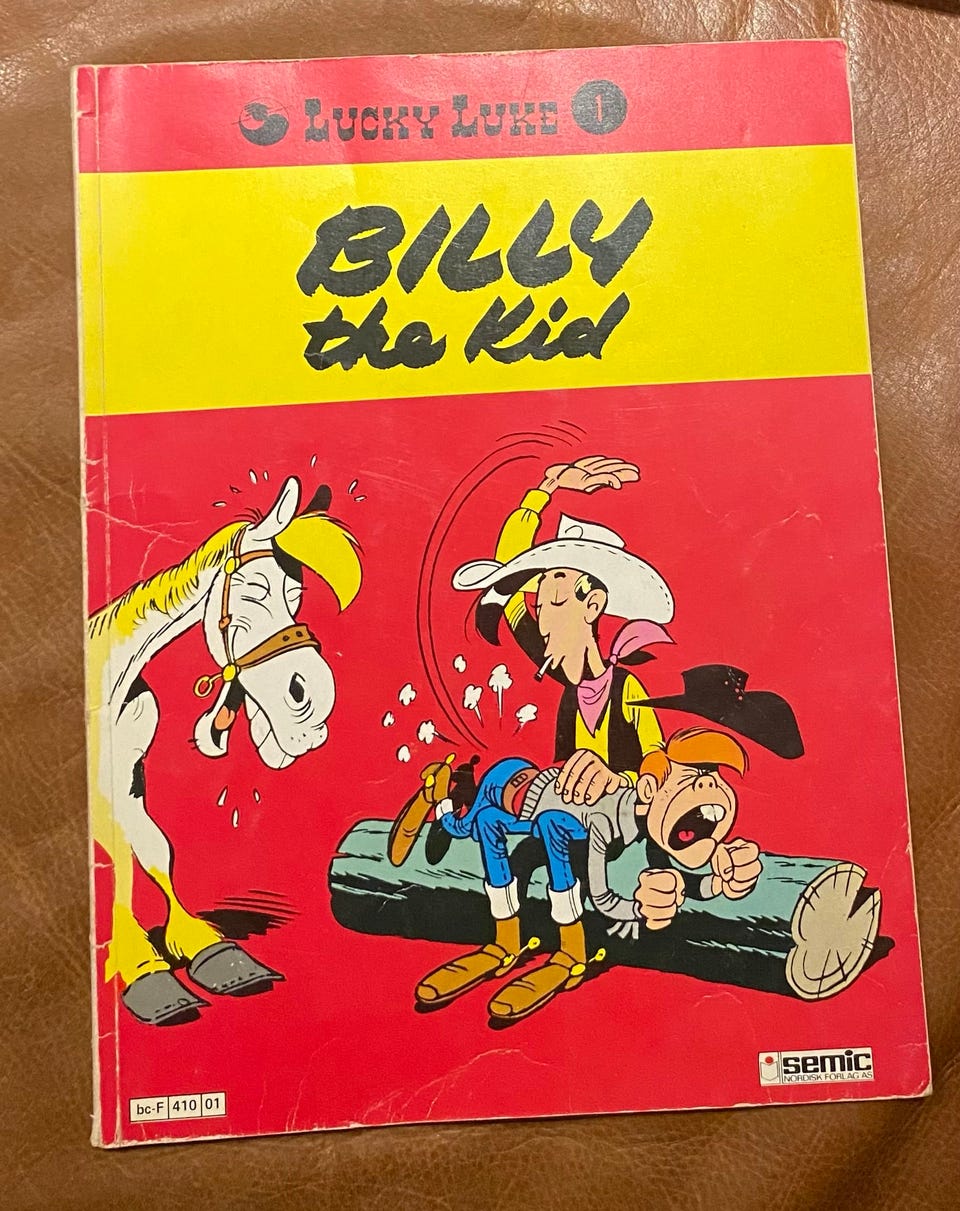 LUCKY LUKE 1
BILLY
the Kid
semic
NORDISK FORLAG AS
bc-F 410 01